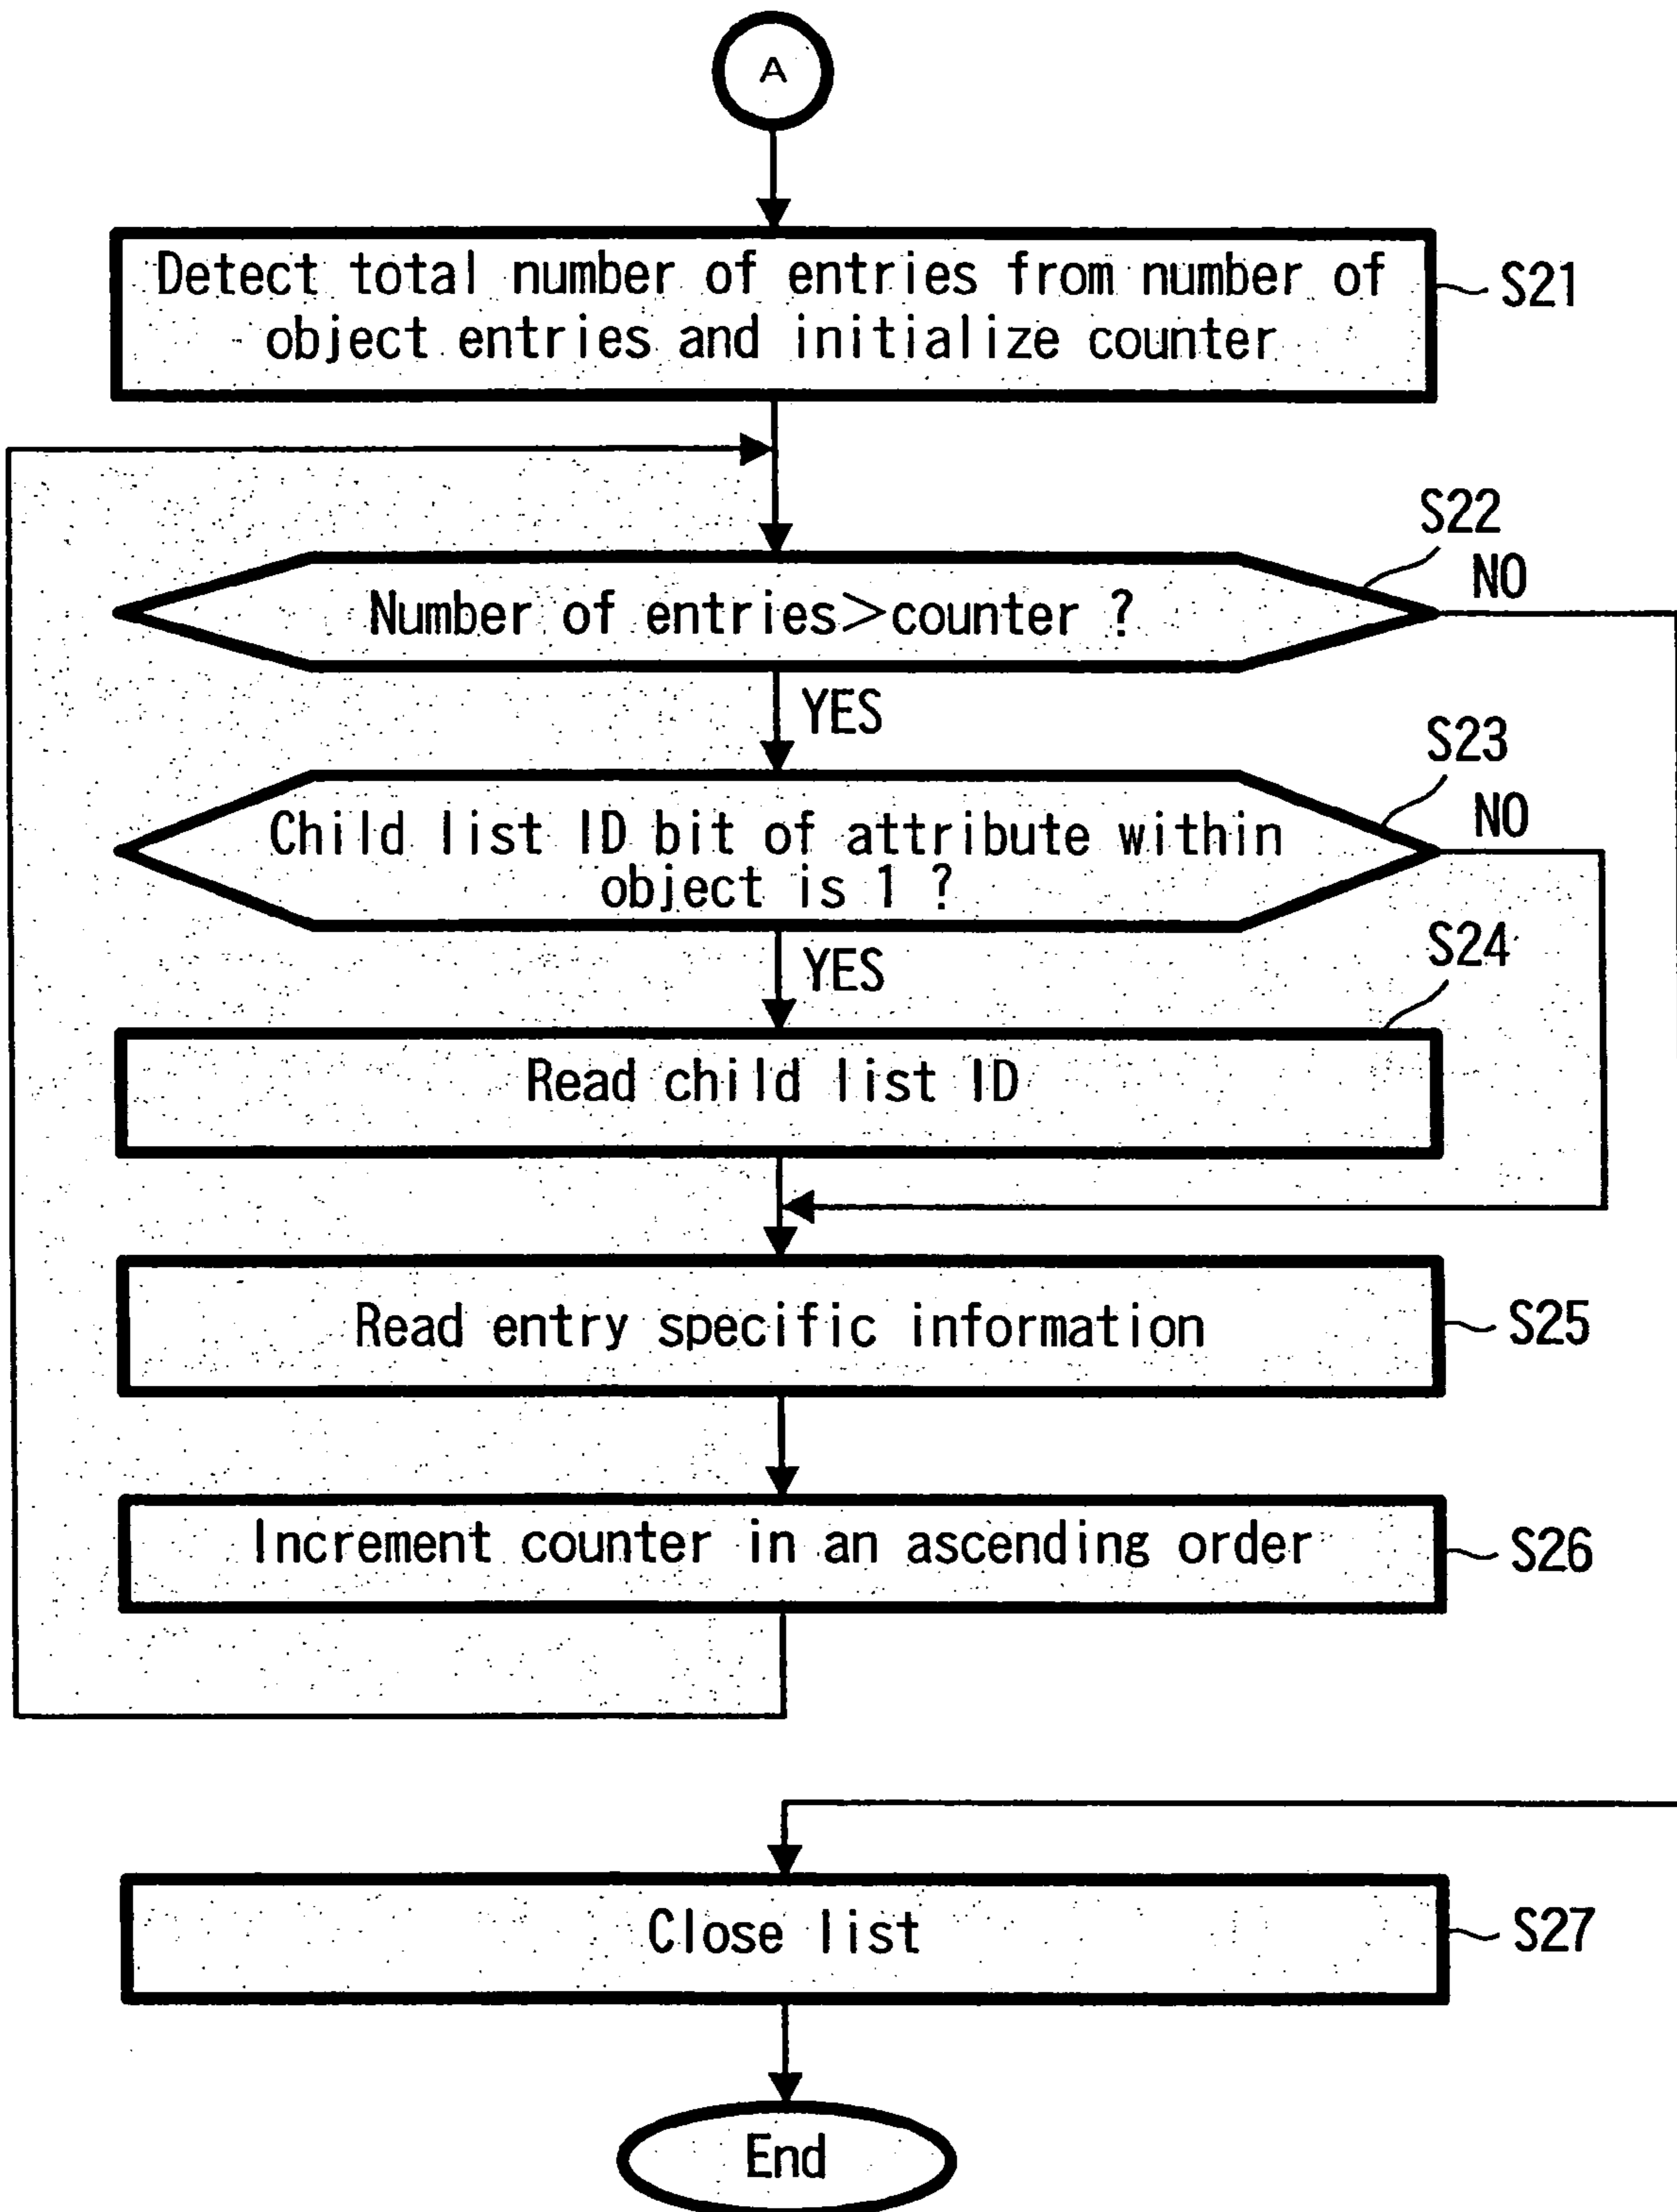 A
Detect total number of entries from number of
object entries and initialize counter
S21
S22
Number of entries>counter ?
NO
YES
S23
Child list ID bit of attribute within
object is 1 ?
NO
YES
S24
Read child list ID
Read entry specific information
S25
Increment counter in an ascending order
S26
Close list
S27
End